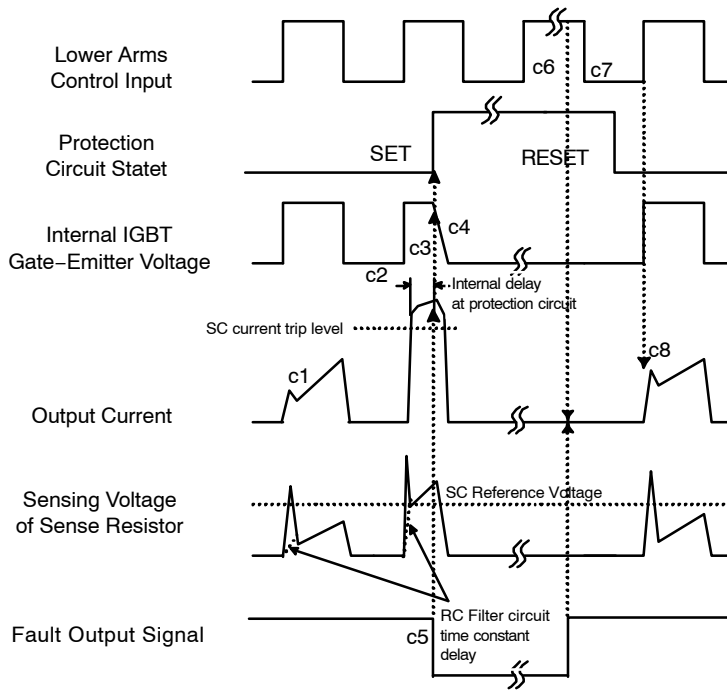 Lower Arms
Control Input
c6
c7
Protection
Circuit Statet
SET
RESET
Internal IGBT
Gate−Emitter Voltage
c4
c3
c2
Internal delay
at protection circuit
SC current trip level
c1
c8
Output Current
Sensing Voltage
of Sense Resistor
SC Reference Voltage
Fault Output Signal
c5
RC Filter circuit
time constant
delay